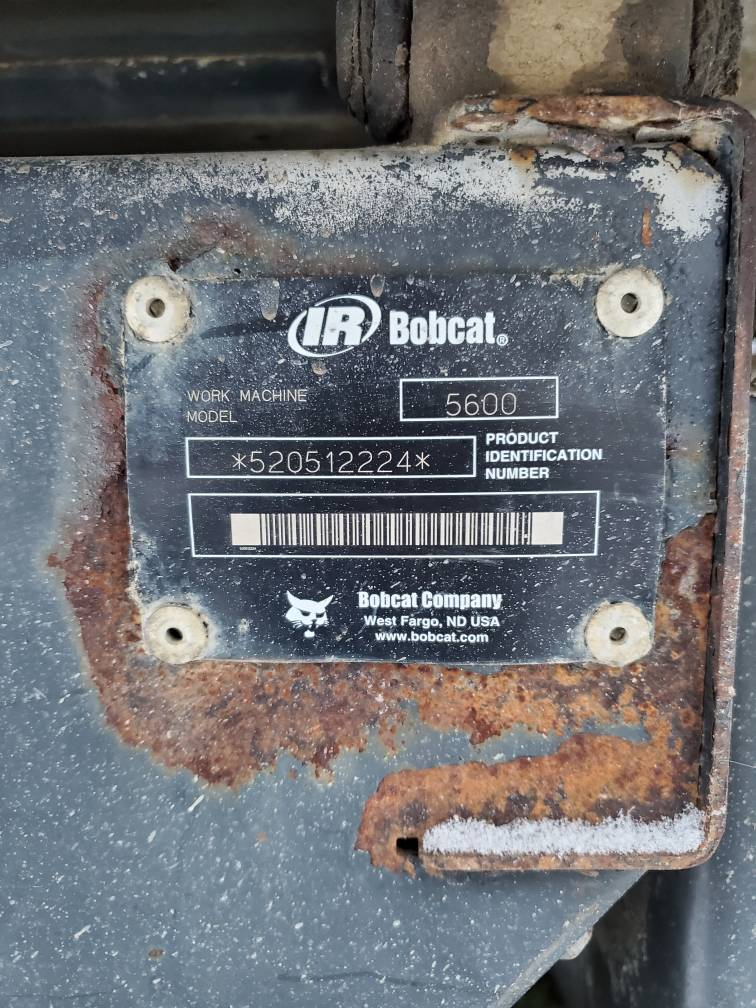 IR Bobcat®
WORK MACHINE
MODEL
5600
*520512224*
PRODUCT
IDENTIFICATION
NUMBER
Bobcat Company
West Fargo, ND USA
www.bobcat.com